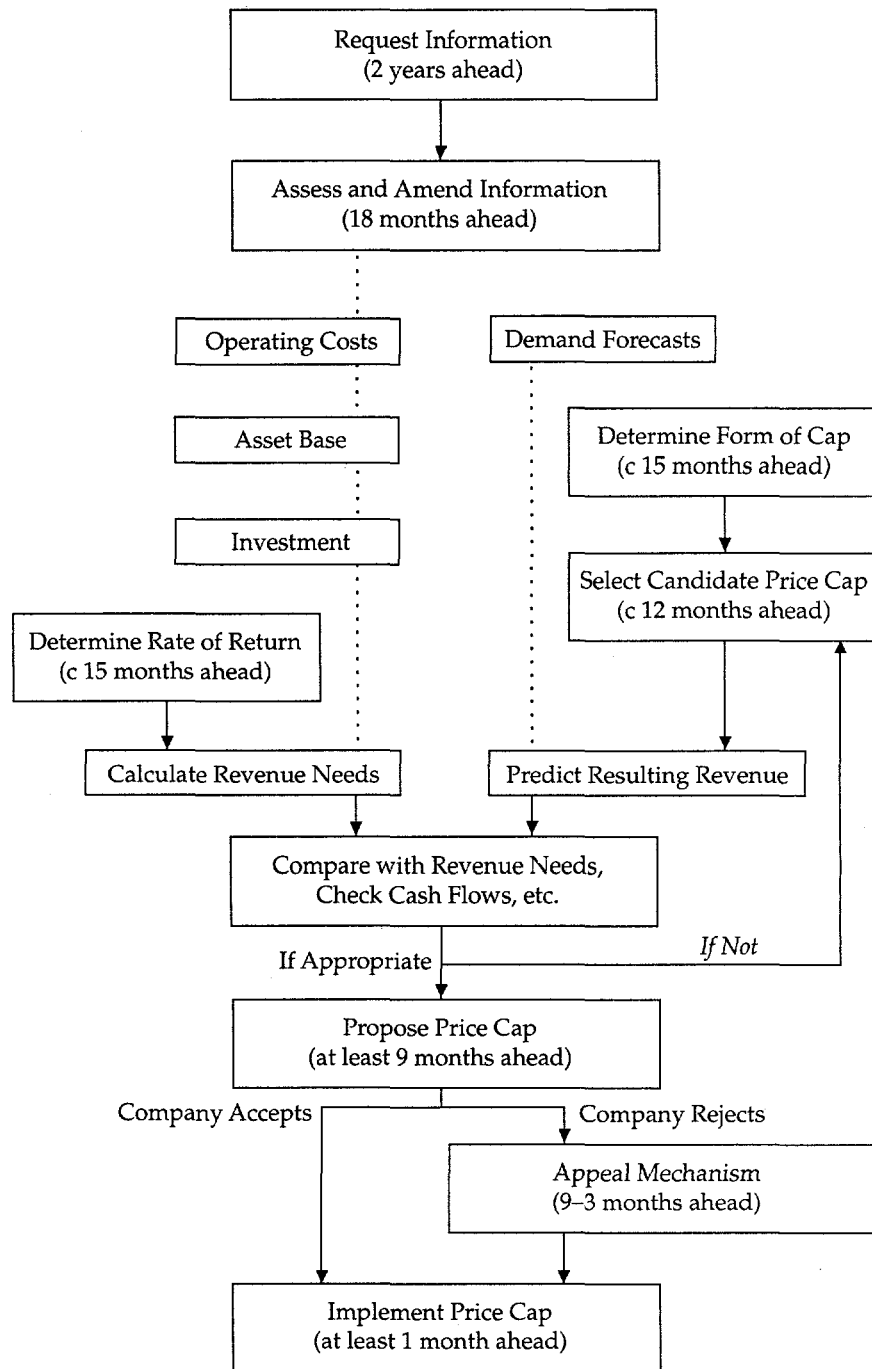 Request Information
(2 years ahead)
Assess and Amend Information
(18 months ahead)
Operating Costs
Demand Forecasts
Asset Base
Determine Form of Cap
(c 15 months ahead)
Investment
Select Candidate Price Cap
(c 12 months ahead)
Determine Rate of Return
(c 15 months ahead)
Calculate Revenue Needs
Predict Resulting Revenue
Compare with Revenue Needs,
Check Cash Flows, etc.
If Not
If Appropriate
Propose Price Cap
(at least 9 months ahead)
Company Accepts
Company Rejects
Appeal Mechanism
(9–3 months ahead)
Implement Price Cap
(at least 1 month ahead)